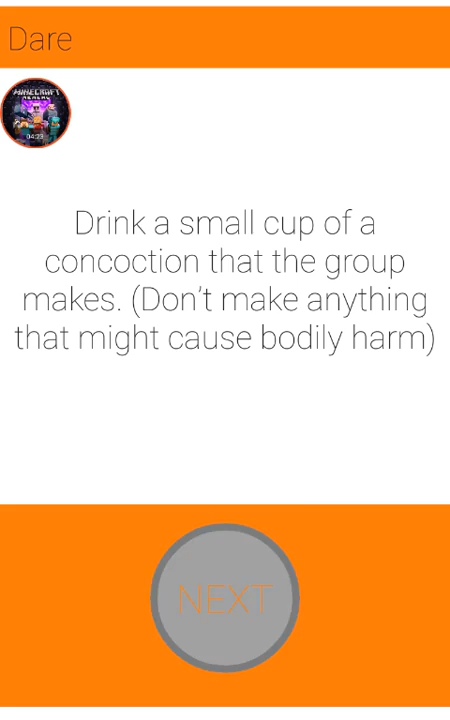 Dare
MINECRAFT
04:23
Drink a small cup of a
concoction that the group
makes. (Don't make anything
that might cause bodily harm)
NEXT